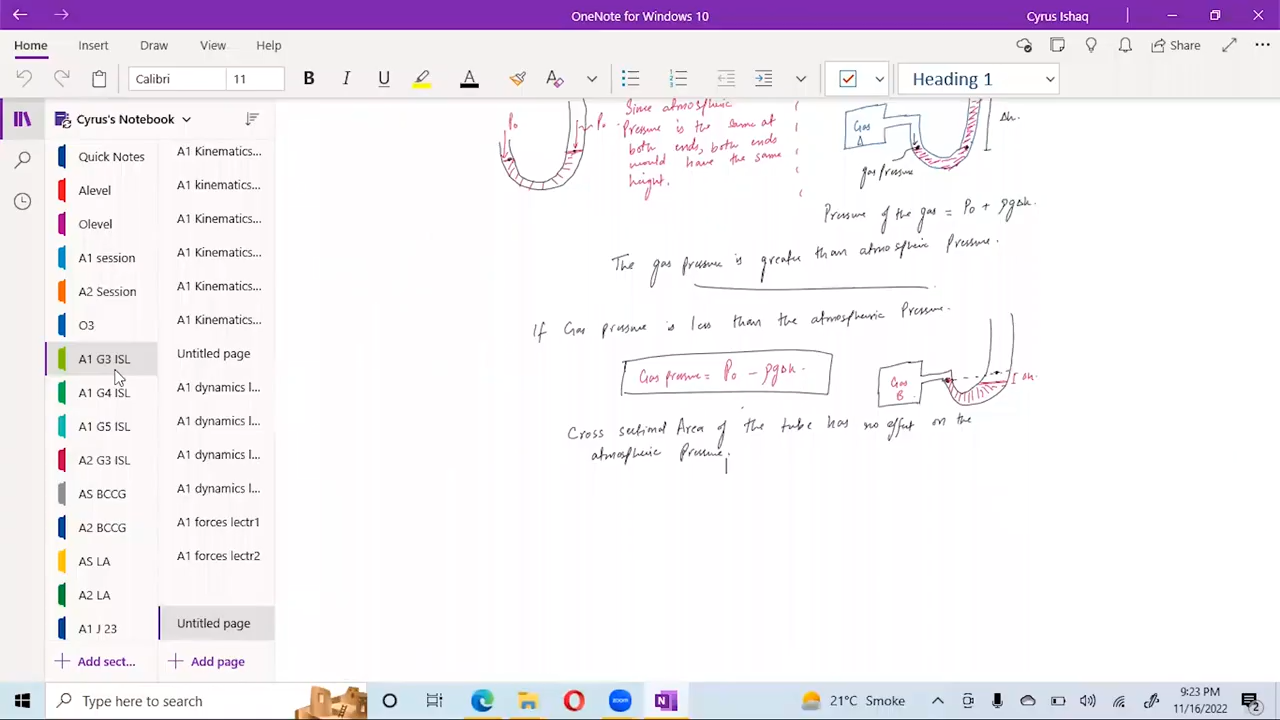 OneNote for Windows 10
Cyrus Ishaq
Home Insert Draw View Help
Share
Calibri 11 B I U A Heading 1
Cyrus's Notebook
Quick Notes
Alevel
Olevel
A1 session
A2 Session
O3
A1 G3 ISL
A1 G4 ISL
A1 G5 ISL
A2 G3 ISL
AS BCCG
A2 BCCG
AS LA
A2 LA
A1 J 23
Add sect...
A1 Kinematics...
A1 kinematics...
A1 Kinematics...
A1 Kinematics...
A1 Kinematics...
A1 Kinematics...
Untitled page
A1 dynamics l...
A1 dynamics l...
A1 dynamics l...
A1 dynamics l...
A1 forces lectr1
A1 forces lectr2
Untitled page
Add page
P₀
P₀
Since atmospheric
Pressure is the same at
both ends, both ends
would have the same
height.
Gas
A
Δh.
gas pressure
Pressure of the gas = P₀ + ρgΔh.
The gas pressure is greater than atmospheric pressure.
If Gas pressure is less than the atmospheric Pressure.
Gas pressure = P₀ - ρgΔh.
Gas
B
Δh.
Cross sectional Area of the tube has no effect on the
atmospheric Pressure.
Type here to search
21°C Smoke
9:23 PM
11/16/2022
2